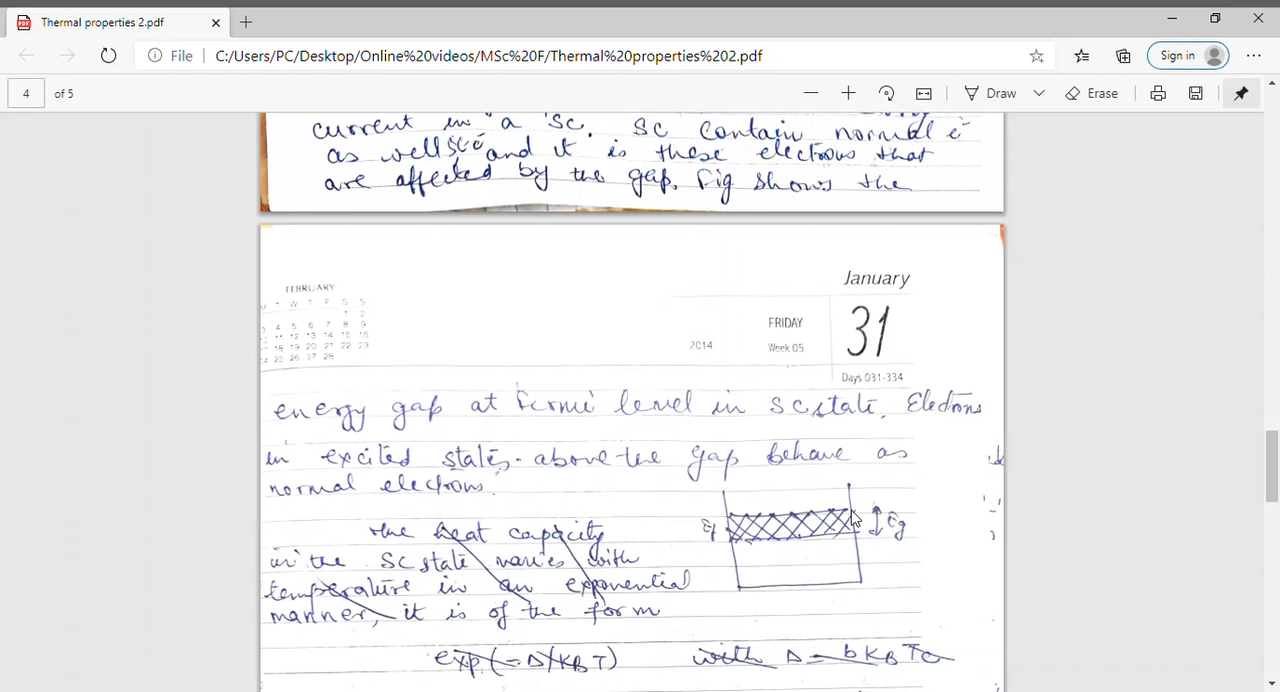 Thermal properties 2.pdf
File C:/Users/PC/Desktop/Online%20videos/MSc%20F/Thermal%20properties%202.pdf
Sign in
4 of 5
Draw
Erase
current in a SC. SC contain normal e-
as well SC e- and it is these electrons that
are affected by the gap. Fig shows the
FEBRUARY
January
FRIDAY
31
2014
Week 05
Days 031-334
energy gap at Fermi level in SC state. Electrons
in excited states above the gap behave as
normal electrons.
Ef
Eg
the heat capacity
in the SC state varies with
temperature in an exponential
manner, it is of the form
exp(-Δ/KBT) with Δ = bKBTc